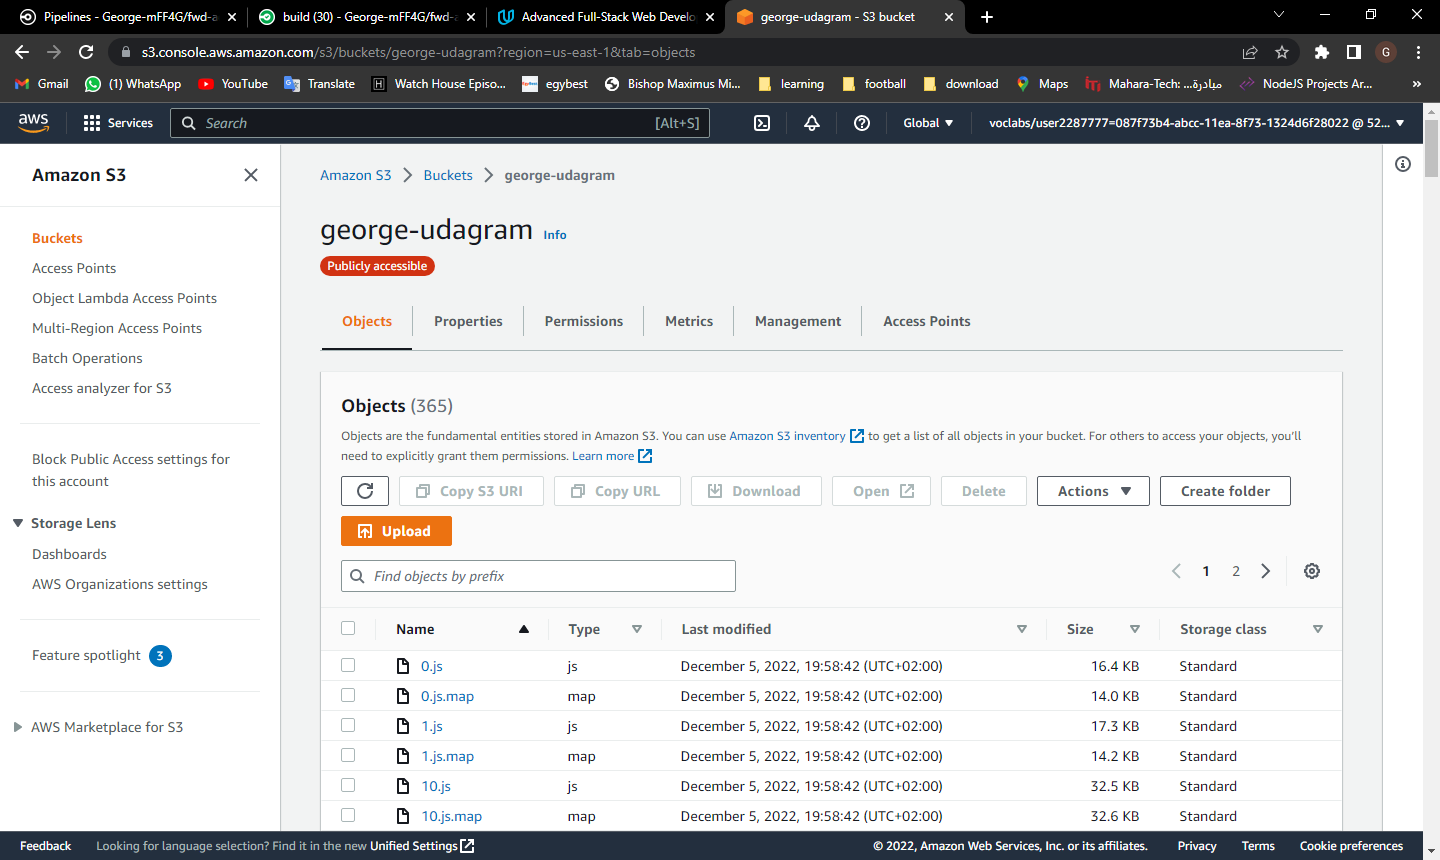 Pipelines - George-mFF4G/fwd-a
build (30) - George-mFF4G/fwd-a
Advanced Full-Stack Web Develo
george-udagram - S3 bucket
s3.console.aws.amazon.com/s3/buckets/george-udagram?region=us-east-1&tab=objects
G
Gmail
(1) WhatsApp
YouTube
Translate
Watch House Episo...
egybest
Bishop Maximus Mi...
learning
football
download
Maps
Mahara-Tech: ...مبادرة
NodeJS Projects Ar...
»
aws
Services
Search
[Alt+S]
Global
voclabs/user2287777=087f73b4-abcc-11ea-8f73-1324d6f28022 @ 52...
Amazon S3
Buckets
Access Points
Object Lambda Access Points
Multi-Region Access Points
Batch Operations
Access analyzer for S3
Block Public Access settings for
this account
Storage Lens
Dashboards
AWS Organizations settings
Feature spotlight 3
AWS Marketplace for S3
Amazon S3 > Buckets > george-udagram
george-udagram Info
Publicly accessible
Objects
Properties
Permissions
Metrics
Management
Access Points
Objects (365)
Objects are the fundamental entities stored in Amazon S3. You can use Amazon S3 inventory to get a list of all objects in your bucket. For others to access your objects, you'll
need to explicitly grant them permissions. Learn more
Copy S3 URI
Copy URL
Download
Open
Delete
Actions
Create folder
Upload
Find objects by prefix
1 2
Name Type Last modified Size Storage class
0.js js December 5, 2022, 19:58:42 (UTC+02:00) 16.4 KB Standard
0.js.map map December 5, 2022, 19:58:42 (UTC+02:00) 14.0 KB Standard
1.js js December 5, 2022, 19:58:42 (UTC+02:00) 17.3 KB Standard
1.js.map map December 5, 2022, 19:58:42 (UTC+02:00) 14.2 KB Standard
10.js js December 5, 2022, 19:58:42 (UTC+02:00) 32.5 KB Standard
10.js.map map December 5, 2022, 19:58:42 (UTC+02:00) 32.6 KB Standard
Feedback
Looking for language selection? Find it in the new Unified Settings
© 2022, Amazon Web Services, Inc. or its affiliates.
Privacy
Terms
Cookie preferences